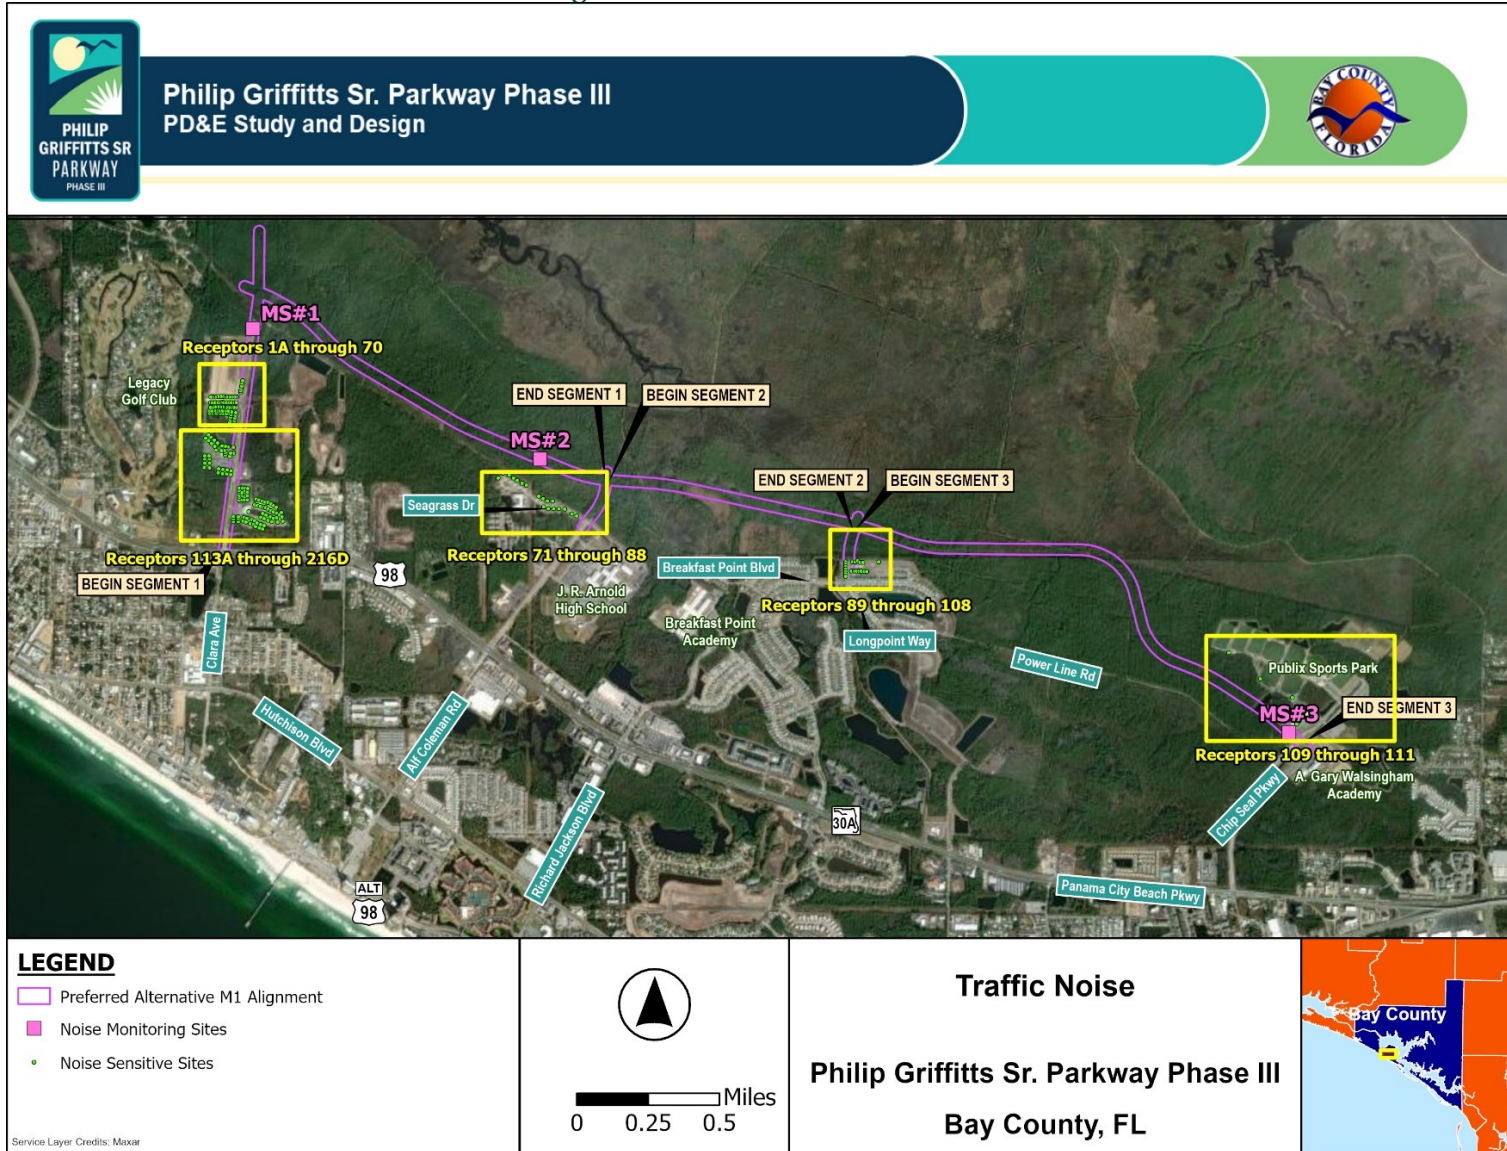 PHILIP
GRIFFITTS SR
PARKWAY
PHASE III
Philip Griffitts Sr. Parkway Phase III
PD&E Study and Design
BAY COUNTY
FLORIDA
MS#1
Receptors 1A through 70
Legacy
Golf Club
END SEGMENT 1
BEGIN SEGMENT 2
MS#2
END SEGMENT 2
BEGIN SEGMENT 3
Seagrass Dr
Receptors 113A through 216D
Receptors 71 through 88
BEGIN SEGMENT 1
98
J. R. Arnold
High School
Breakfast Point Blvd
Receptors 89 through 108
Breakfast Point
Academy
Longpoint Way
Clara Ave
Power Line Rd
Publix Sports Park
MS#3
END SEGMENT 3
Hutchison Blvd
Alf Coleman Rd
Receptors 109 through 111
A. Gary Walsingham
Academy
Chip Seal Pkwy
Richard Jackson Blvd
30A
Panama City Beach Pkwy
ALT
98
LEGEND
Preferred Alternative M1 Alignment
Noise Monitoring Sites
Noise Sensitive Sites
Service Layer Credits: Maxar
Miles
0 0.25 0.5
Traffic Noise
Philip Griffitts Sr. Parkway Phase III
Bay County, FL
Bay County